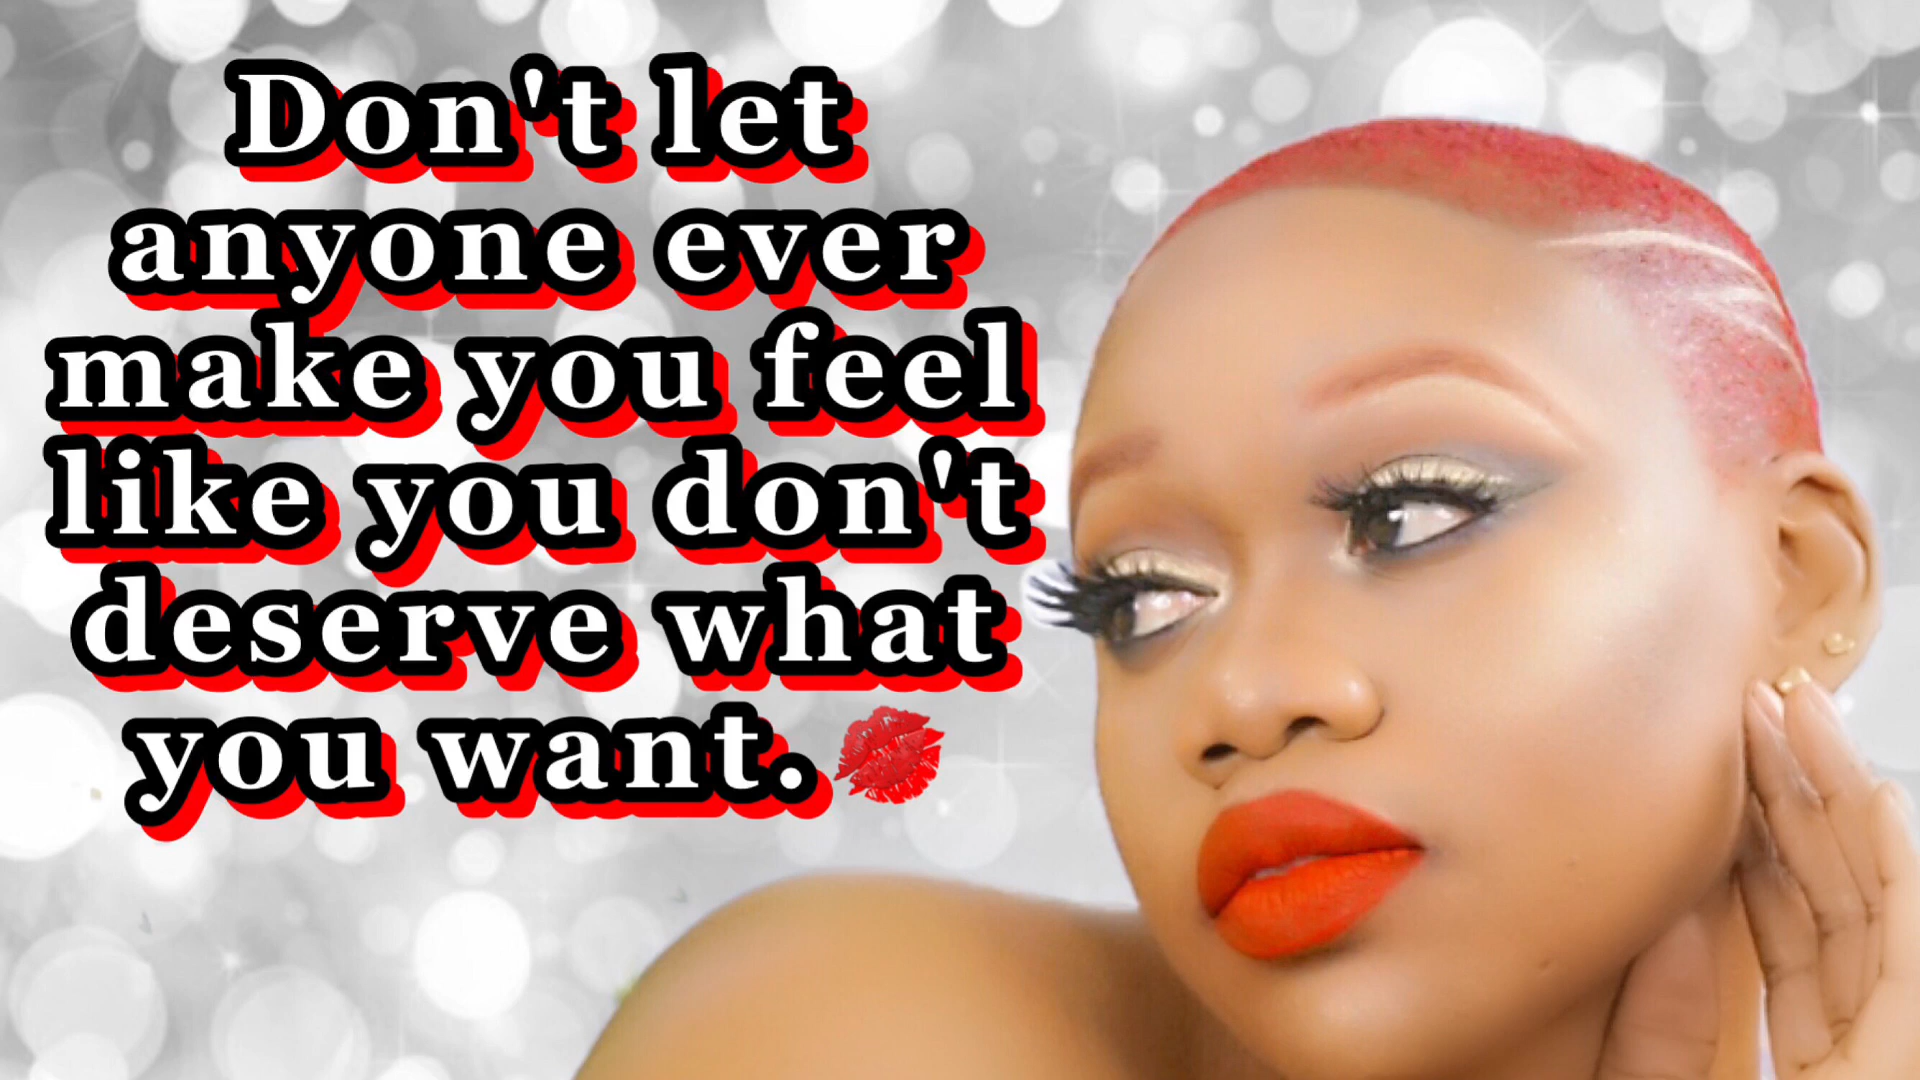 Don't let
anyone ever
make you feel
like you don't
deserve what
you want.